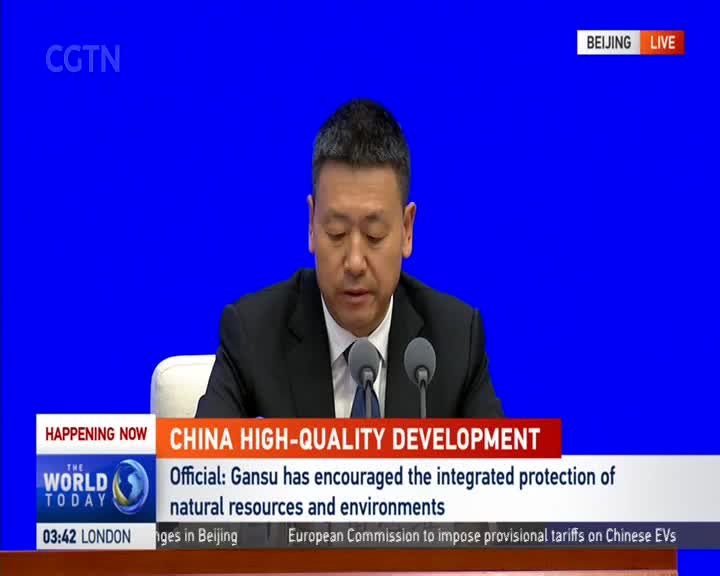 CGTN
BEIJING LIVE
HAPPENING NOW
CHINA HIGH-QUALITY DEVELOPMENT
THE
WORLD
TODAY
Official: Gansu has encouraged the integrated protection of
natural resources and environments
03:42 LONDON
in Beijing European Commission to impose provisional tariffs on Chinese EVs